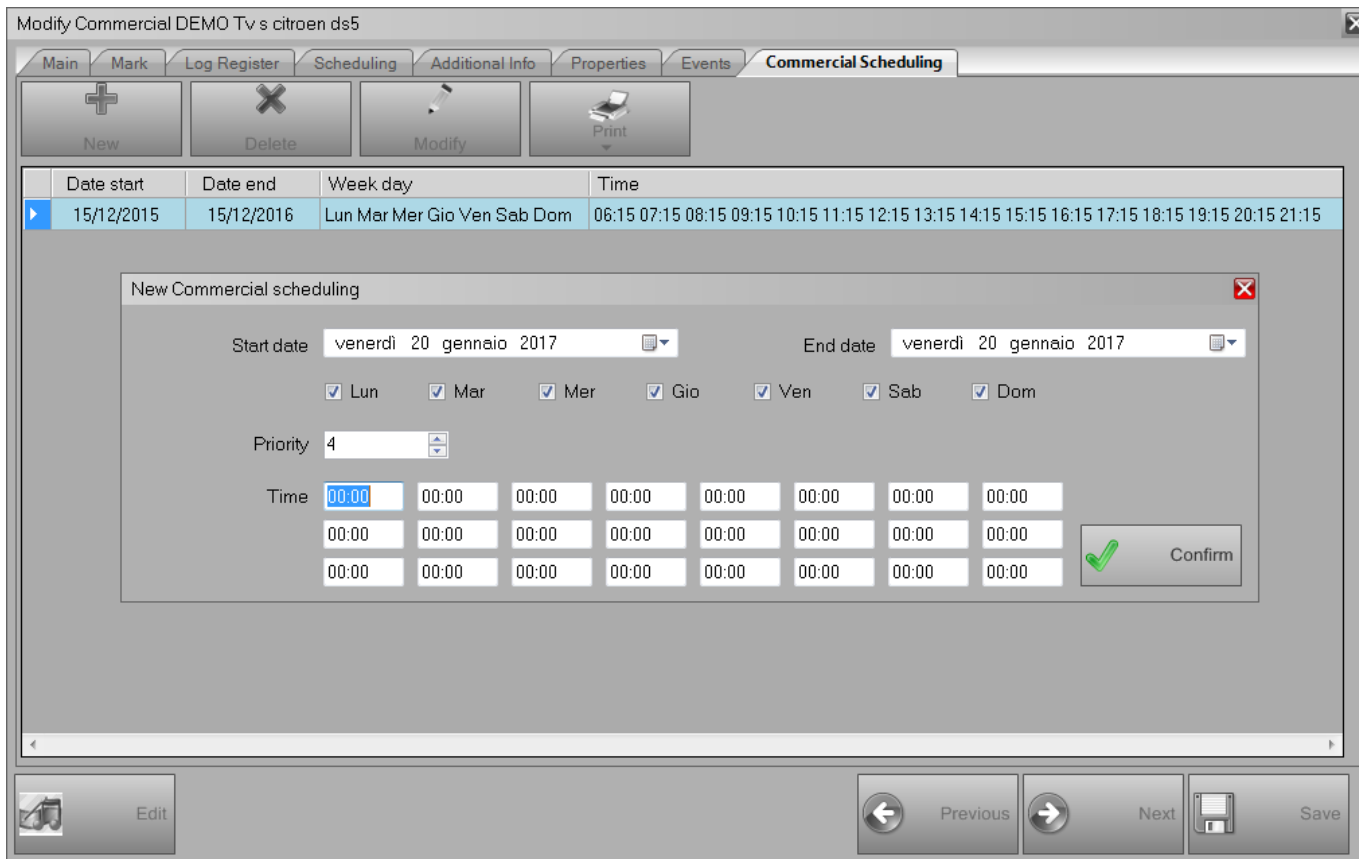 Modify Commercial DEMO Tv s citroen ds5
Main Mark Log Register Scheduling Additional Info Properties Events Commercial Scheduling
New Delete Modify Print
Date start Date end Week day Time
15/12/2015 15/12/2016 Lun Mar Mer Gio Ven Sab Dom 06:15 07:15 08:15 09:15 10:15 11:15 12:15 13:15 14:15 15:15 16:15 17:15 18:15 19:15 20:15 21:15
New Commercial scheduling
Start date venerdì 20 gennaio 2017 End date venerdì 20 gennaio 2017
Lun Mar Mer Gio Ven Sab Dom
Priority 4
Time 00:00 00:00 00:00 00:00 00:00 00:00 00:00 00:00
00:00 00:00 00:00 00:00 00:00 00:00 00:00 00:00
Confirm
00:00 00:00 00:00 00:00 00:00 00:00 00:00 00:00
Edit Previous Next Save